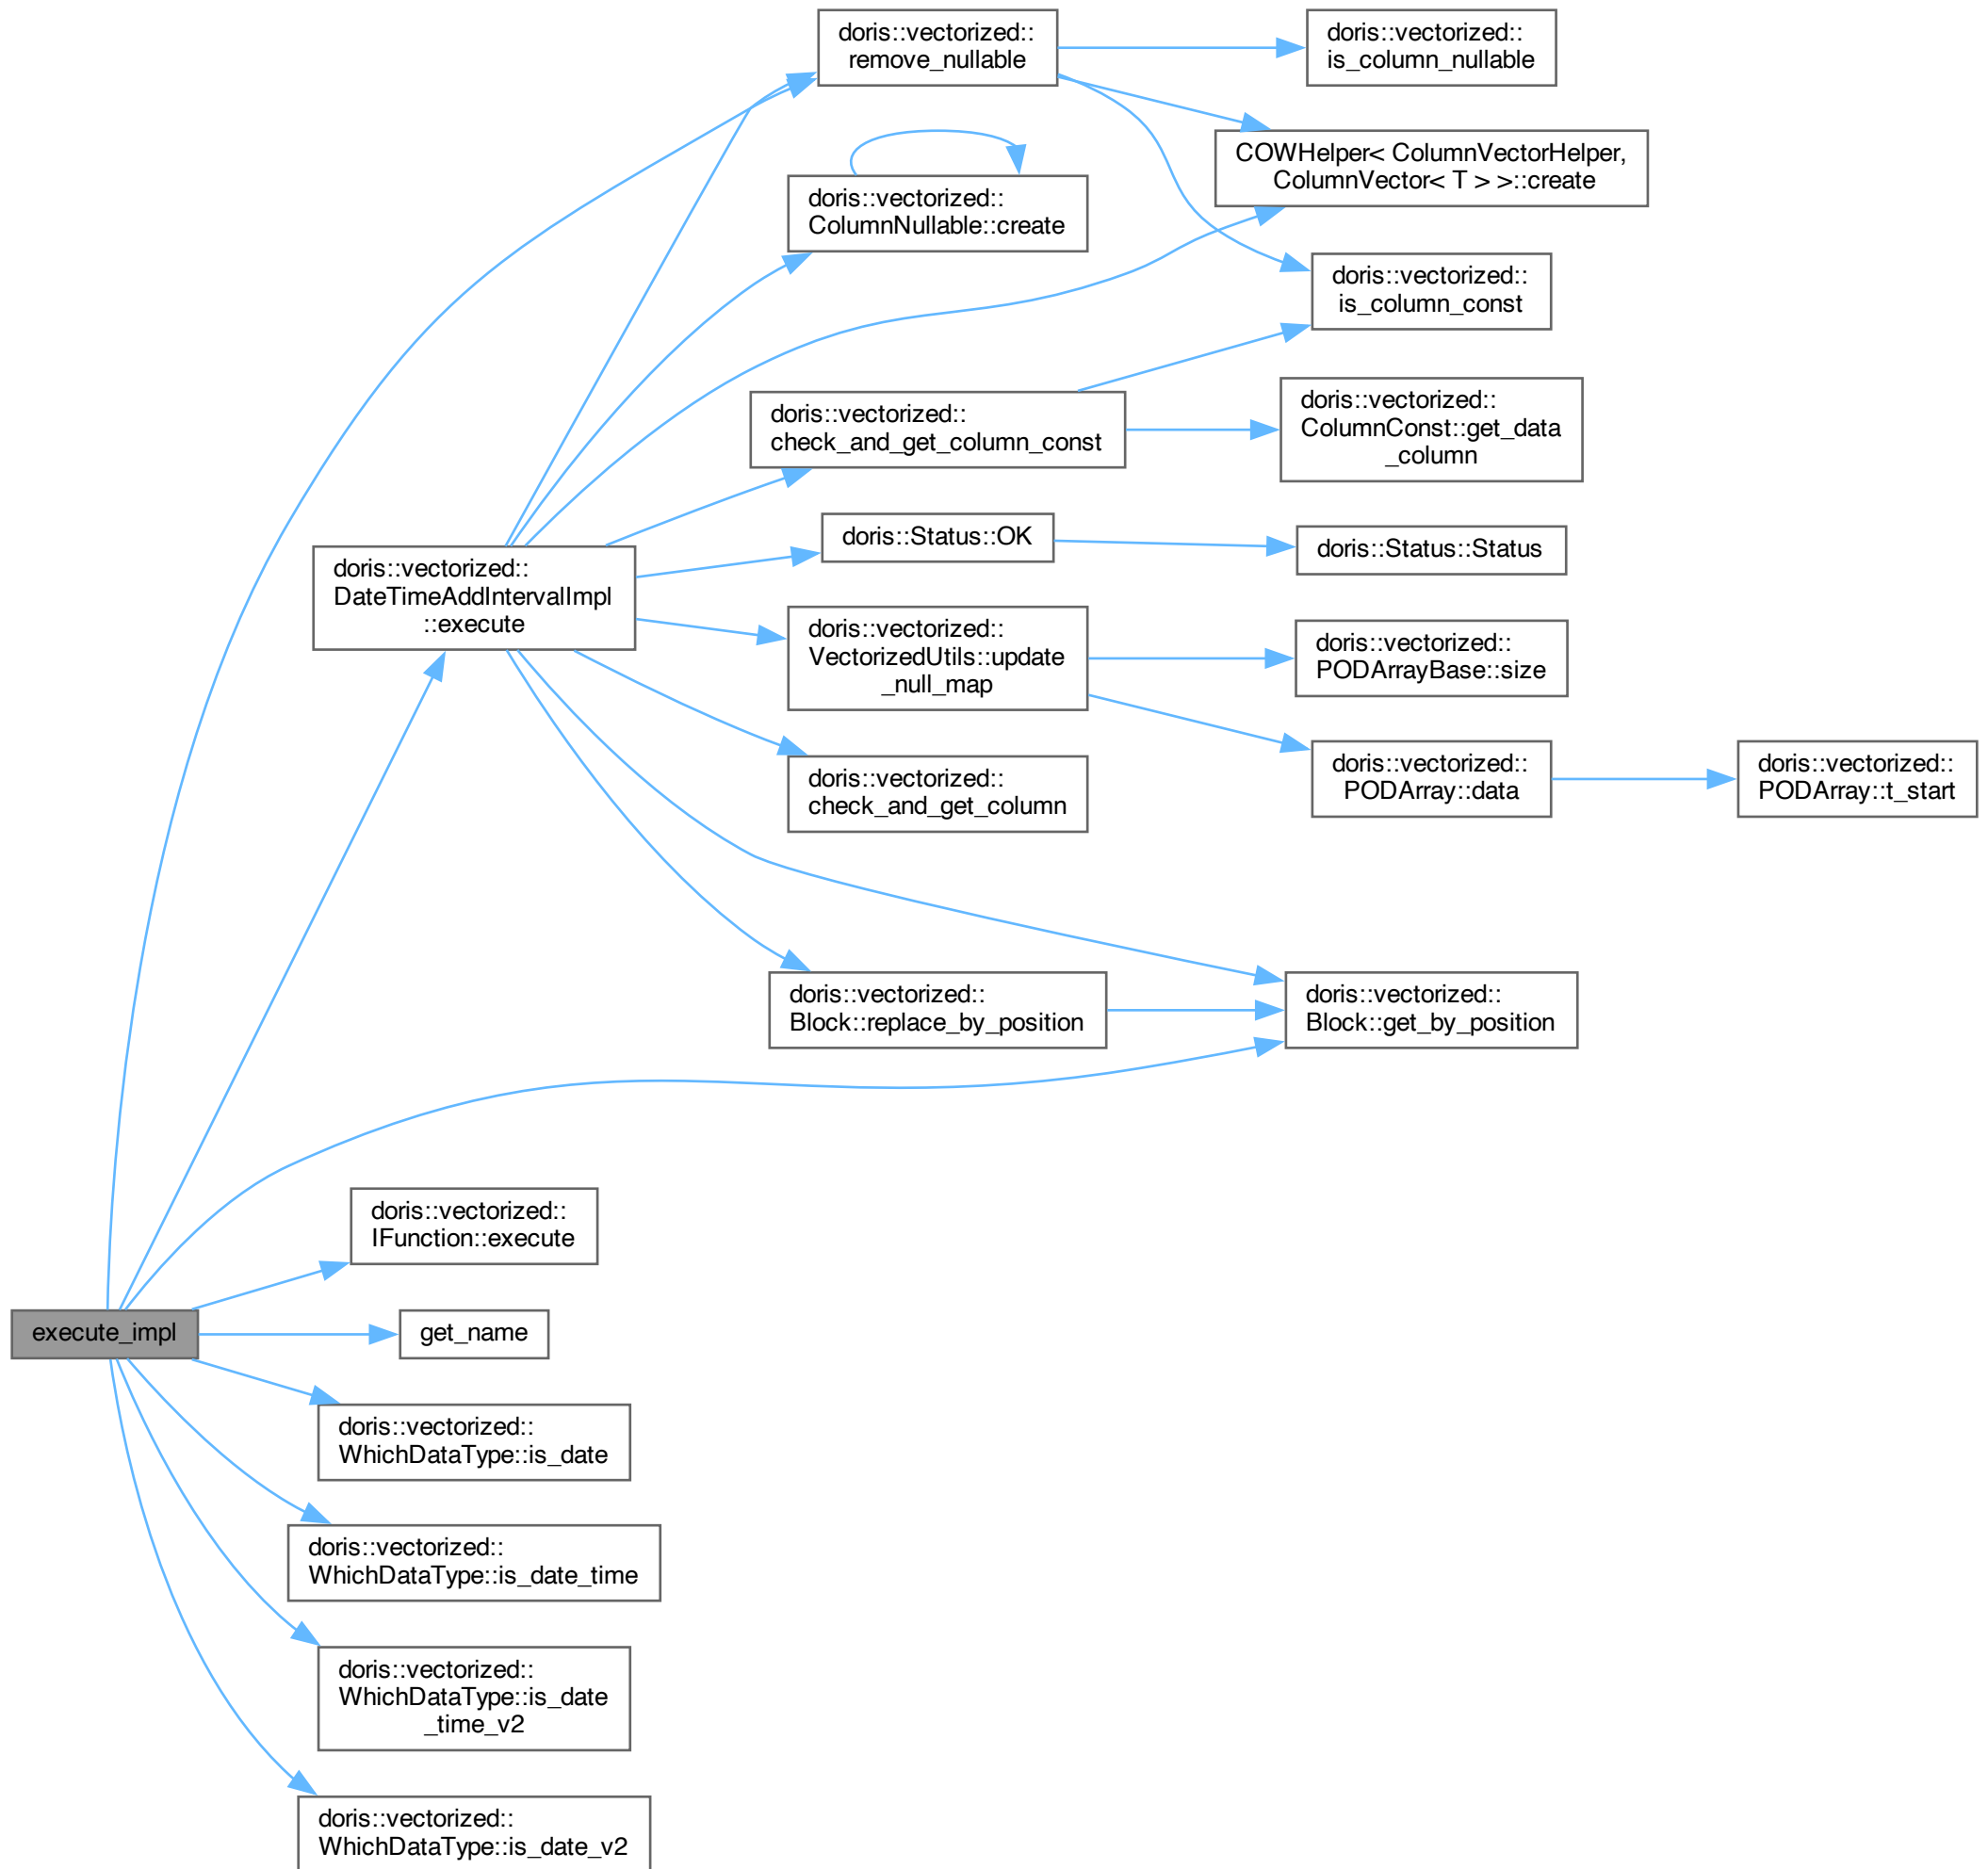 doris::vectorized::
remove_nullable
doris::vectorized::
is_column_nullable
COWHelper< ColumnVectorHelper,
ColumnVector< T > >::create
doris::vectorized::
ColumnNullable::create
doris::vectorized::
is_column_const
doris::vectorized::
check_and_get_column_const
doris::vectorized::
ColumnConst::get_data
_column
doris::Status::OK
doris::Status::Status
doris::vectorized::
DateTimeAddIntervalImpl
::execute
doris::vectorized::
VectorizedUtils::update
_null_map
doris::vectorized::
PODArrayBase::size
doris::vectorized::
PODArray::data
doris::vectorized::
PODArray::t_start
doris::vectorized::
check_and_get_column
doris::vectorized::
Block::replace_by_position
doris::vectorized::
Block::get_by_position
doris::vectorized::
IFunction::execute
execute_impl
get_name
doris::vectorized::
WhichDataType::is_date
doris::vectorized::
WhichDataType::is_date_time
doris::vectorized::
WhichDataType::is_date
_time_v2
doris::vectorized::
WhichDataType::is_date_v2